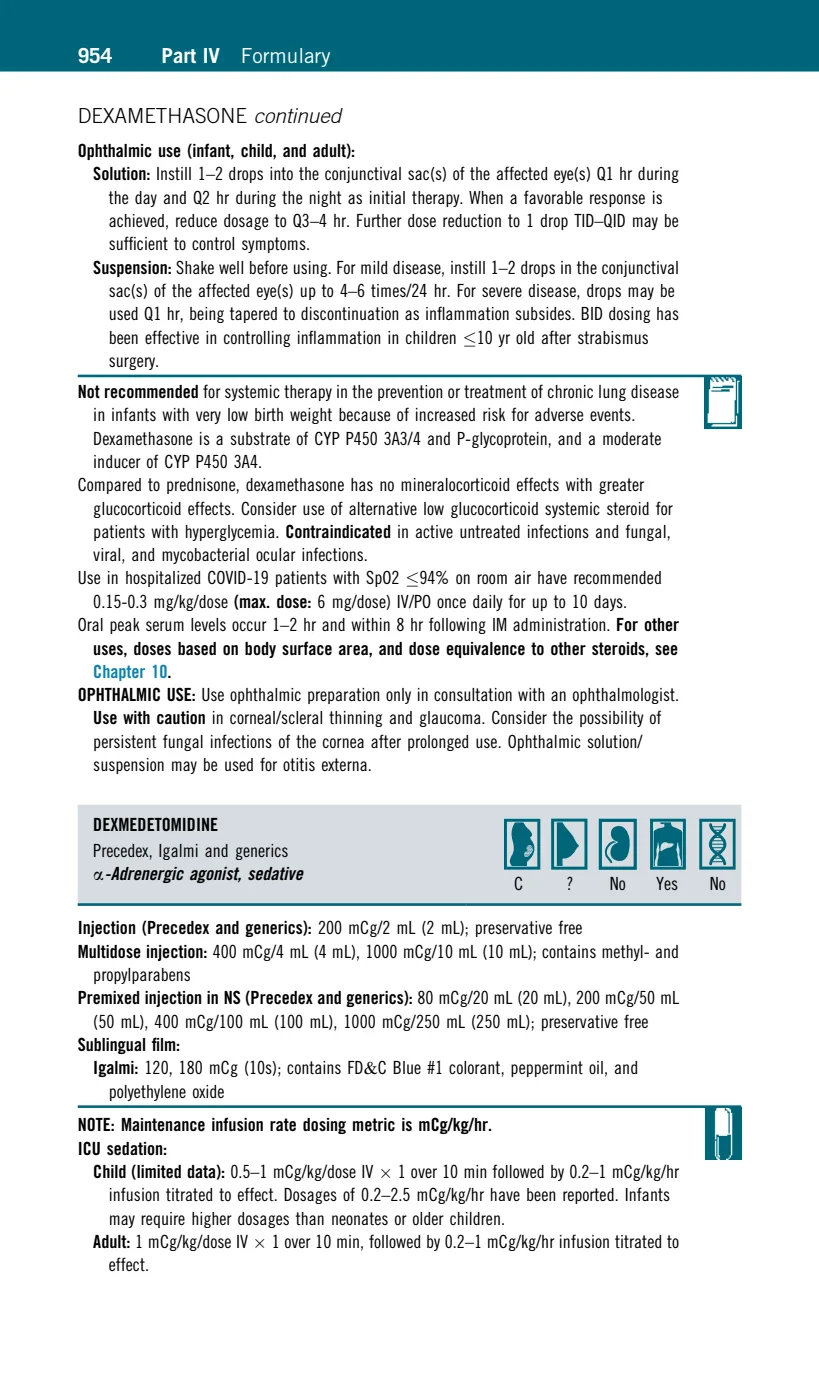 954 Part IV Formulary
DEXAMETHASONE continued
Ophthalmic use (infant, child, and adult):
Solution: Instill 1–2 drops into the conjunctival sac(s) of the affected eye(s) Q1 hr during
the day and Q2 hr during the night as initial therapy. When a favorable response is
achieved, reduce dosage to Q3–4 hr. Further dose reduction to 1 drop TID–QID may be
sufficient to control symptoms.
Suspension: Shake well before using. For mild disease, instill 1–2 drops in the conjunctival
sac(s) of the affected eye(s) up to 4–6 times/24 hr. For severe disease, drops may be
used Q1 hr, being tapered to discontinuation as inflammation subsides. BID dosing has
been effective in controlling inflammation in children ≤10 yr old after strabismus
surgery.
Not recommended for systemic therapy in the prevention or treatment of chronic lung disease
in infants with very low birth weight because of increased risk for adverse events.
Dexamethasone is a substrate of CYP P450 3A3/4 and P-glycoprotein, and a moderate
inducer of CYP P450 3A4.
Compared to prednisone, dexamethasone has no mineralocorticoid effects with greater
glucocorticoid effects. Consider use of alternative low glucocorticoid systemic steroid for
patients with hyperglycemia. Contraindicated in active untreated infections and fungal,
viral, and mycobacterial ocular infections.
Use in hospitalized COVID-19 patients with SpO2 ≤94% on room air have recommended
0.15-0.3 mg/kg/dose (max. dose: 6 mg/dose) IV/PO once daily for up to 10 days.
Oral peak serum levels occur 1–2 hr and within 8 hr following IM administration. For other
uses, doses based on body surface area, and dose equivalence to other steroids, see
Chapter 10.
OPHTHALMIC USE: Use ophthalmic preparation only in consultation with an ophthalmologist.
Use with caution in corneal/scleral thinning and glaucoma. Consider the possibility of
persistent fungal infections of the cornea after prolonged use. Ophthalmic solution/
suspension may be used for otitis externa.
DEXMEDETOMIDINE
Precedex, Igalmi and generics
α-Adrenergic agonist, sedative
C ? No Yes No
Injection (Precedex and generics): 200 mCg/2 mL (2 mL); preservative free
Multidose injection: 400 mCg/4 mL (4 mL), 1000 mCg/10 mL (10 mL); contains methyl- and
propylparabens
Premixed injection in NS (Precedex and generics): 80 mCg/20 mL (20 mL), 200 mCg/50 mL
(50 mL), 400 mCg/100 mL (100 mL), 1000 mCg/250 mL (250 mL); preservative free
Sublingual film:
Igalmi: 120, 180 mCg (10s); contains FD&C Blue #1 colorant, peppermint oil, and
polyethylene oxide
NOTE: Maintenance infusion rate dosing metric is mCg/kg/hr.
ICU sedation:
Child (limited data): 0.5–1 mCg/kg/dose IV × 1 over 10 min followed by 0.2–1 mCg/kg/hr
infusion titrated to effect. Dosages of 0.2–2.5 mCg/kg/hr have been reported. Infants
may require higher dosages than neonates or older children.
Adult: 1 mCg/kg/dose IV × 1 over 10 min, followed by 0.2–1 mCg/kg/hr infusion titrated to
effect.